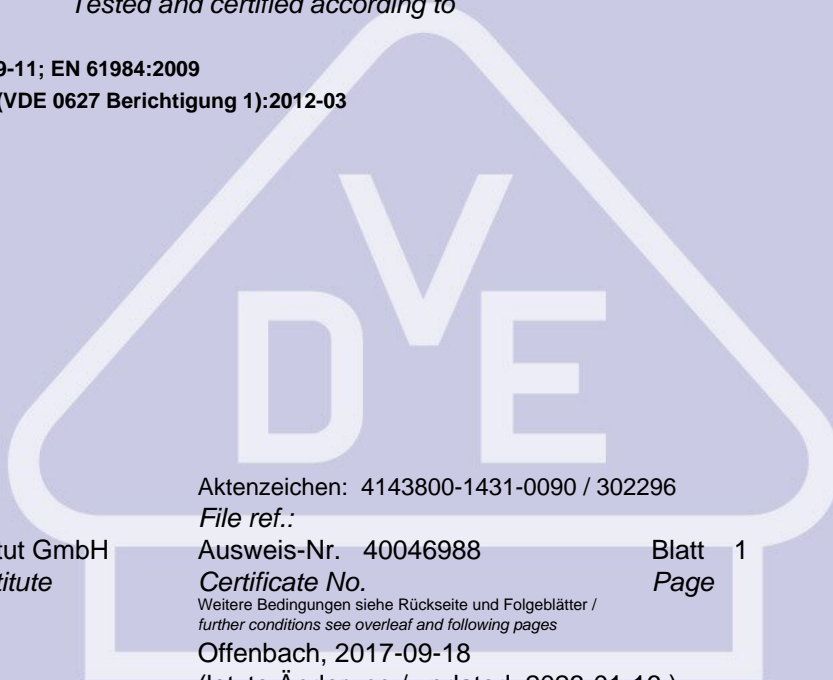 Tested and certified according to
9-11; EN 61984:2009
(VDE 0627 Berichtigung 1):2012-03
VDE
Aktenzeichen: 4143800-1431-0090 / 302296
File ref.:
tut GmbH Ausweis-Nr. 40046988 Blatt 1
titute Certificate No. Page
Weitere Bedingungen siehe Rückseite und Folgeblätter /
further conditions see overleaf and following pages
Offenbach, 2017-09-18